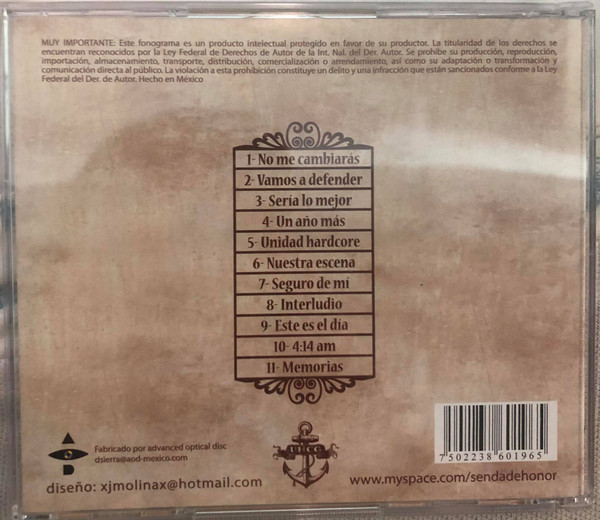 MUY IMPORTANTE: Este fonograma es un producto intelectual protegido en favor de su productor. La titularidad de los derechos se
encuentran reconocidos por la Ley Federal de Derechos de Autor de la Int. Nal. del Der. Autor. Se prohibe su producción, reproducción,
importación, almacenamiento, transporte, distribución, comercialización o arrendamiento, así como su adaptación o transformación y
comunicación directa al público. La violación a esta prohibición constituye un delito y una infracción que están sancionados conforme a la Ley
Federal del Der. de Autor. Hecho en México
1- No me cambiarás
2- Vamos a defender
3- Sería lo mejor
4- Un año más
5- Unidad hardcore
6- Nuestra escena
7- Seguro de mí
8- Interludio
9- Este es el día
10- 4:14 am
11- Memorias
Fabricado por advanced optical disc
dsierra@aod-mexico.com
diseño: xjmolinax@hotmail.com
7 502238 601965
www.myspace.com/sendadehonor